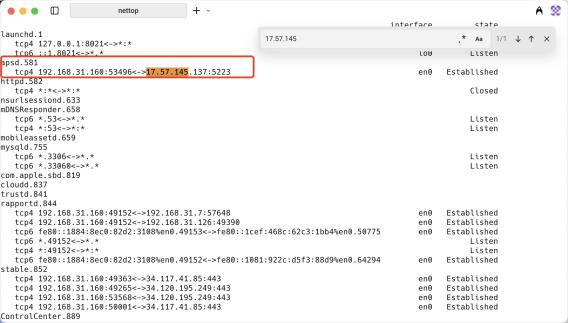 nettop
interface state
17.57.145 .* Aa 1/1
launchd.1
tcp4 127.0.0.1:8021<->*:*
tcp6 ::1.8021<->*.* lo0 Listen
apsd.581
tcp4 192.168.31.160:53496<->17.57.145.137:5223 en0 Established
httpd.582
tcp4 *:*<->*:* Closed
nsurlsessiond.633
mDNSResponder.658
tcp6 *.53<->*.* Listen
tcp4 *:53<->*:* Listen
mobileassetd.659
mysqld.755
tcp6 *.3306<->*.* Listen
tcp6 *.33060<->*.* Listen
com.apple.sbd.819
cloudd.837
trustd.841
rapportd.844
tcp4 192.168.31.160:49152<->192.168.31.7:57648 en0 Established
tcp4 192.168.31.160:49152<->192.168.31.126:49390 en0 Established
tcp6 fe80::1884:8ec0:82d2:3108%en0.49153<->fe80::1cef:468c:62c3:1bb4%en0.50775 en0 Established
tcp6 *.49152<->*.* Listen
tcp4 *:49152<->*:* Listen
tcp6 fe80::1884:8ec0:82d2:3108%en0.49152<->fe80::1081:922c:d5f3:88d9%en0.64294 en0 Established
stable.852
tcp4 192.168.31.160:49363<->34.117.41.85:443 en0 Established
tcp4 192.168.31.160:49265<->34.120.195.249:443 en0 Established
tcp4 192.168.31.160:53568<->34.120.195.249:443 en0 Established
tcp4 192.168.31.160:50001<->34.117.41.85:443 en0 Established
ControlCenter.889